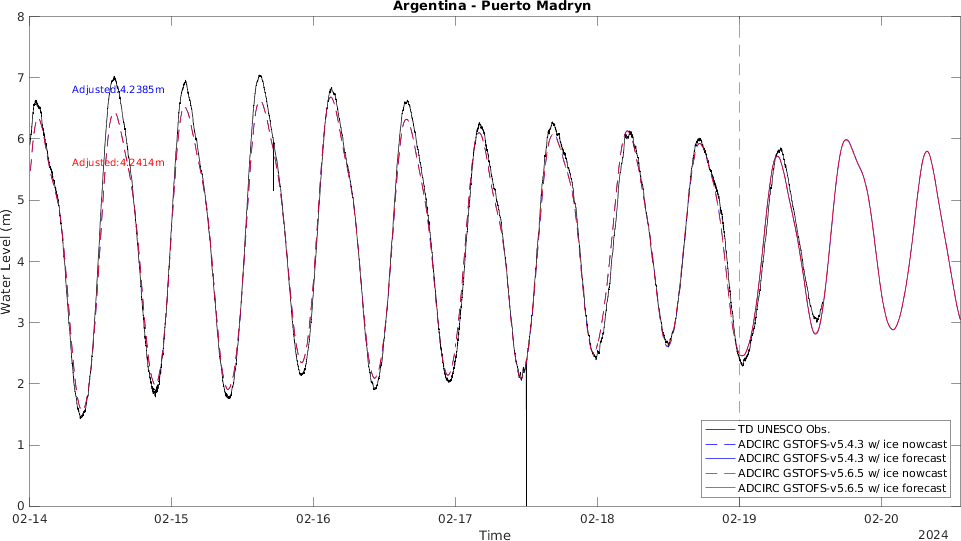 Argentina - Puerto Madryn
8
7
6
5
4
3
2
1
0
Water Level (m)
Adjusted:4.2385m
Adjusted:4.2414m
TD UNESCO Obs.
ADCIRC GSTOFS-v5.4.3 w/ ice nowcast
ADCIRC GSTOFS-v5.4.3 w/ ice forecast
ADCIRC GSTOFS-v5.6.5 w/ ice nowcast
ADCIRC GSTOFS-v5.6.5 w/ ice forecast
02-14 02-15 02-16 02-17 02-18 02-19 02-20
Time
2024